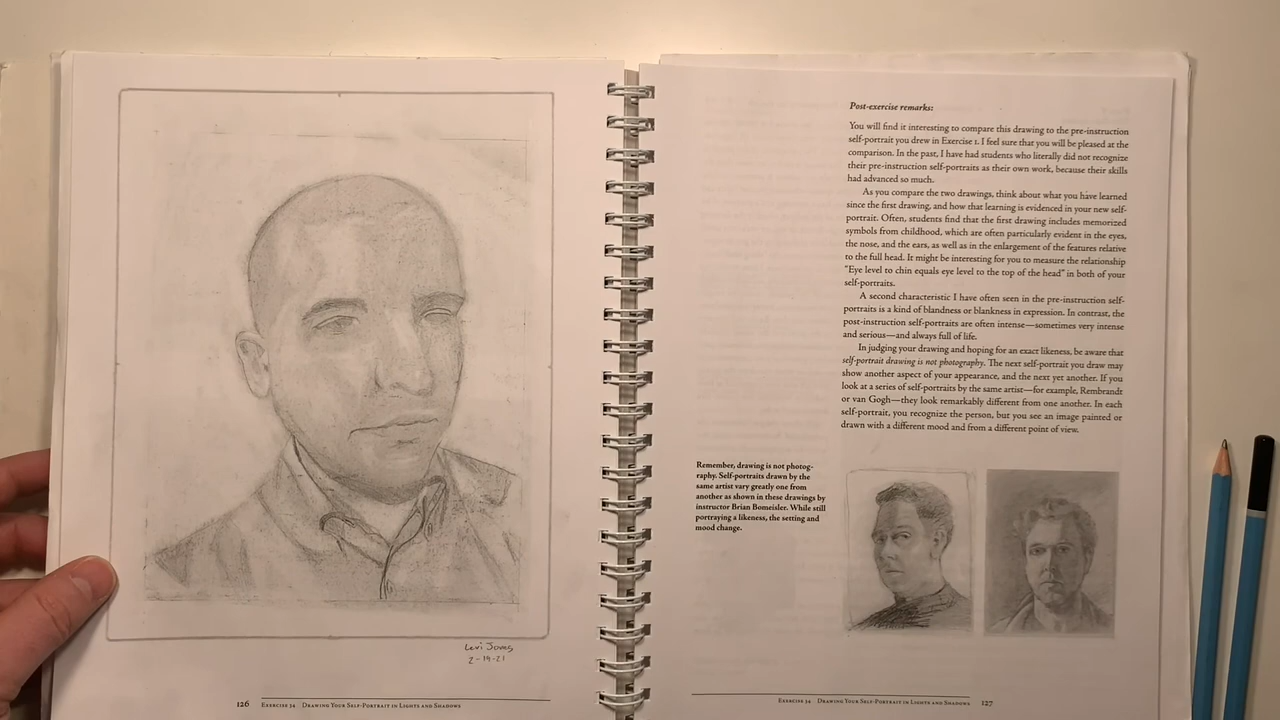 Levi Jones
2-14-21
126 Exercise 34 Drawing Your Self-Portrait in Lights and Shadows
Post-exercise remarks:
You will find it interesting to compare this drawing to the pre-instruction
self-portrait you drew in Exercise 1. I feel sure that you will be pleased at the
comparison. In the past, I have had students who literally did not recognize
their pre-instruction self-portraits as their own work, because their skills
had advanced so much.
As you compare the two drawings, think about what you have learned
since the first drawing, and how that learning is evidenced in your new self-
portrait. Often, students find that the first drawing includes memorized
symbols from childhood, which are often particularly evident in the eyes,
the nose, and the ears, as well as in the enlargement of the features relative
to the full head. It might be interesting for you to measure the relationship
"Eye level to chin equals eye level to the top of the head" in both of your
self-portraits.
A second characteristic I have often seen in the pre-instruction self-
portraits is a kind of blandness or blankness in expression. In contrast, the
post-instruction self-portraits are often intense—sometimes very intense
and serious—and always full of life.
In judging your drawing and hoping for an exact likeness, be aware that
self-portrait drawing is not photography. The next self-portrait you draw may
show another aspect of your appearance, and the next yet another. If you
look at a series of self-portraits by the same artist—for example, Rembrandt
or van Gogh—they look remarkably different from one another. In each
self-portrait, you recognize the person, but you see an image painted or
drawn with a different mood and from a different point of view.
Remember, drawing is not photog-
raphy. Self-portraits drawn by the
same artist vary greatly one from
another as shown in these drawings by
instructor Brian Bomeisler. While still
portraying a likeness, the setting and
mood change.
Exercise 34 Drawing Your Self-Portrait in Lights and Shadows 127